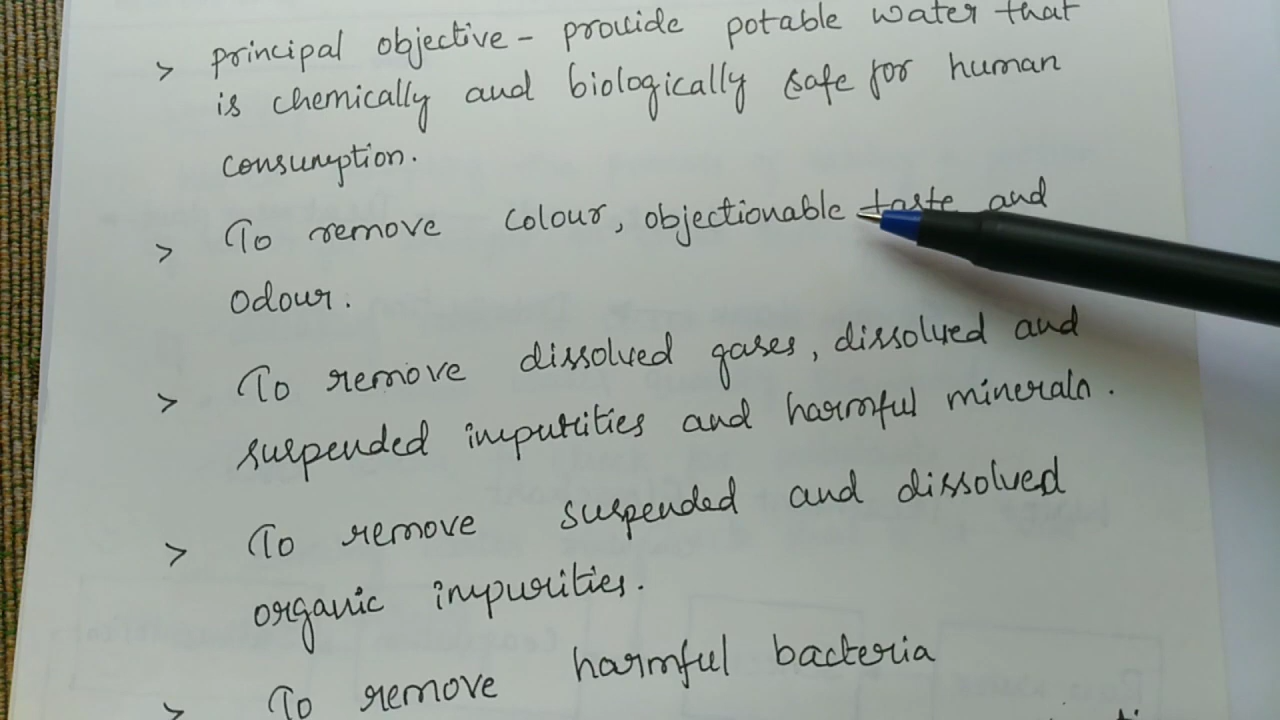 > principal objective - provide potable water that
is chemically and biologically safe for human
consumption.
> To remove colour, objectionable taste and
odour.
> To remove dissolved gases, dissolved and
suspended impurities and harmful minerals.
> To remove suspended and dissolved
organic impurities.
> To remove harmful bacteria